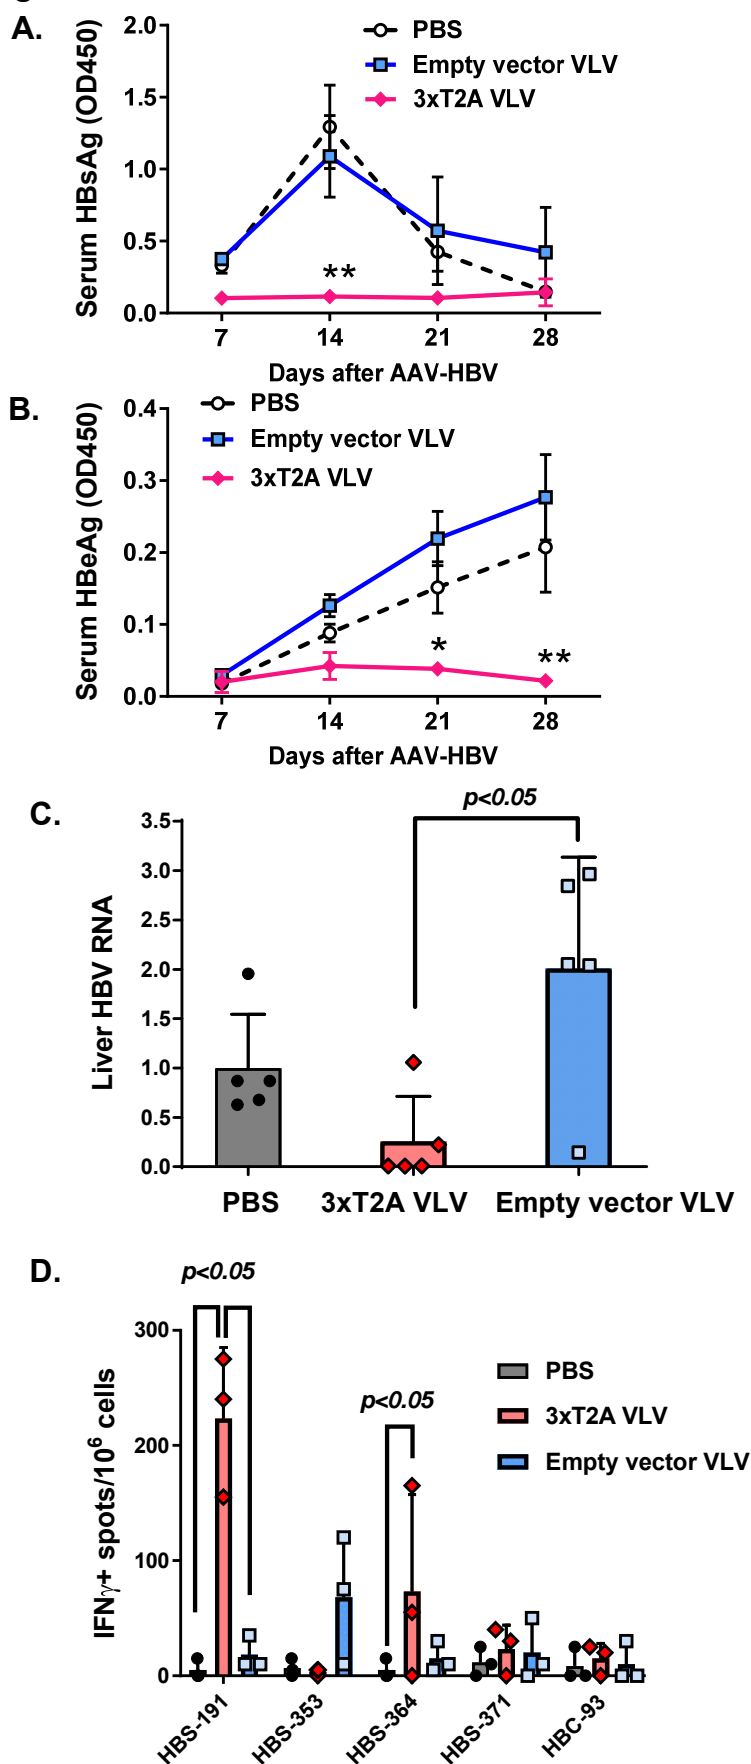 A.
PBS
Empty vector VLV
3xT2A VLV
Serum HBsAg (OD450)
2.0
1.5
1.0
0.5
0.0
**
7 14 21 28
Days after AAV-HBV
B.
PBS
Empty vector VLV
3xT2A VLV
Serum HBeAg (OD450)
0.4
0.3
0.2
0.1
0.0
*
**
7 14 21 28
Days after AAV-HBV
C.
p<0.05
Liver HBV RNA
3.5
3.0
2.5
2.0
1.5
1.0
0.5
0.0
PBS 3xT2A VLV Empty vector VLV
D.
p<0.05
p<0.05
PBS
3xT2A VLV
Empty vector VLV
IFNγ+ spots/10⁶ cells
300
200
100
0
HBS-191
HBS-353
HBS-364
HBS-371
HBC-93